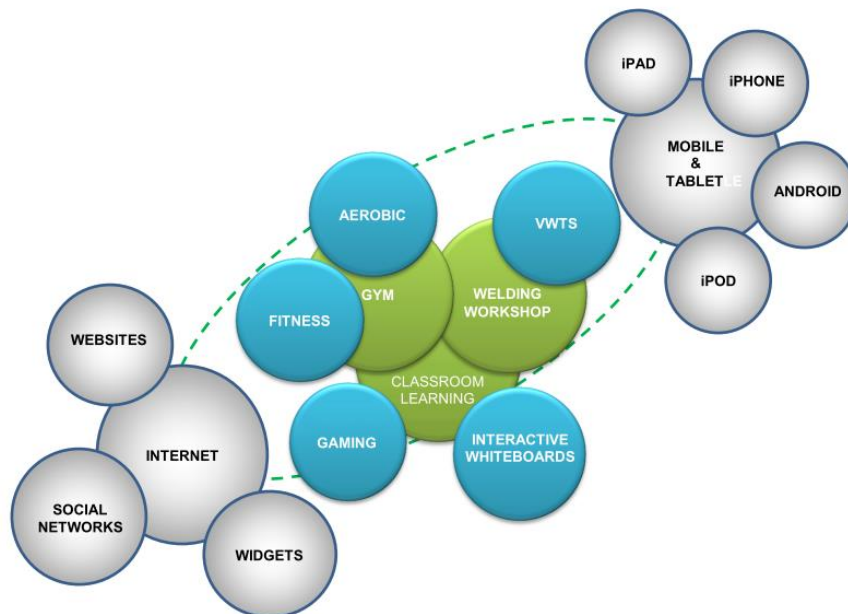 iPAD
iPHONE
MOBILE
&
TABLETLE
ANDROID
iPOD
AEROBIC
VWTS
GYM
WELDING
WORKSHOP
FITNESS
CLASSROOM
LEARNING
GAMING
INTERACTIVE
WHITEBOARDS
WEBSITES
INTERNET
SOCIAL
NETWORKS
WIDGETS